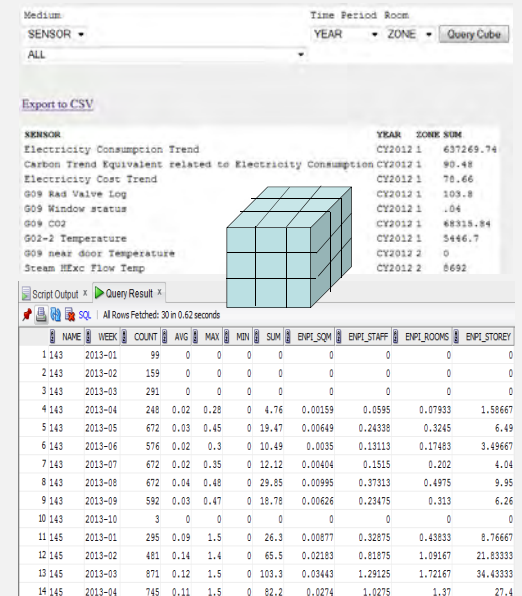 Medium Time Period Room
SENSOR YEAR ZONE Query Cube
ALL
Export to CSV
SENSOR YEAR ZONE SUM
Electricity Consumption Trend CY2012 1 637269.74
Carbon Trend Equivalent related to Electricity Consumption CY2012 1 90.48
Electricity Cost Trend CY2012 1 78.66
G09 Rad Valve Log CY2012 1 103.8
G09 Window status CY2012 1 .04
G09 CO2 CY2012 1 68315.84
G02-2 Temperature CY2012 1 5446.7
G09 near door Temperature CY2012 2 0
Steam HExc Flow Temp CY2012 2 8692
Script Output x Query Result x
SQL | All Rows Fetched: 30 in 0.62 seconds
NAME WEEK COUNT AVG MAX MIN SUM ENPI_SQM ENPI_STAFF ENPI_ROOMS ENPI_STOREY
1 143 2013-01 99 0 0 0 0 0 0 0 0
2 143 2013-02 159 0 0 0 0 0 0 0 0
3 143 2013-03 291 0 0 0 0 0 0 0 0
4 143 2013-04 248 0.02 0.28 0 4.76 0.00159 0.0595 0.07933 1.58667
5 143 2013-05 672 0.03 0.45 0 19.47 0.00649 0.24338 0.3245 6.49
6 143 2013-06 576 0.02 0.3 0 10.49 0.0035 0.13113 0.17483 3.49667
7 143 2013-07 672 0.02 0.35 0 12.12 0.00404 0.1515 0.202 4.04
8 143 2013-08 672 0.04 0.48 0 29.85 0.00995 0.37313 0.4975 9.95
9 143 2013-09 592 0.03 0.47 0 18.78 0.00626 0.23475 0.313 6.26
10 143 2013-10 3 0 0 0 0 0 0 0 0
11 145 2013-01 295 0.09 1.5 0 26.3 0.00877 0.32875 0.43833 8.76667
12 145 2013-02 481 0.14 1.4 0 65.5 0.02183 0.81875 1.09167 21.83333
13 145 2013-03 871 0.12 1.5 0 103.3 0.03443 1.29125 1.72167 34.43333
14 145 2013-04 745 0.11 1.5 0 82.2 0.0274 1.0275 1.37 27.4